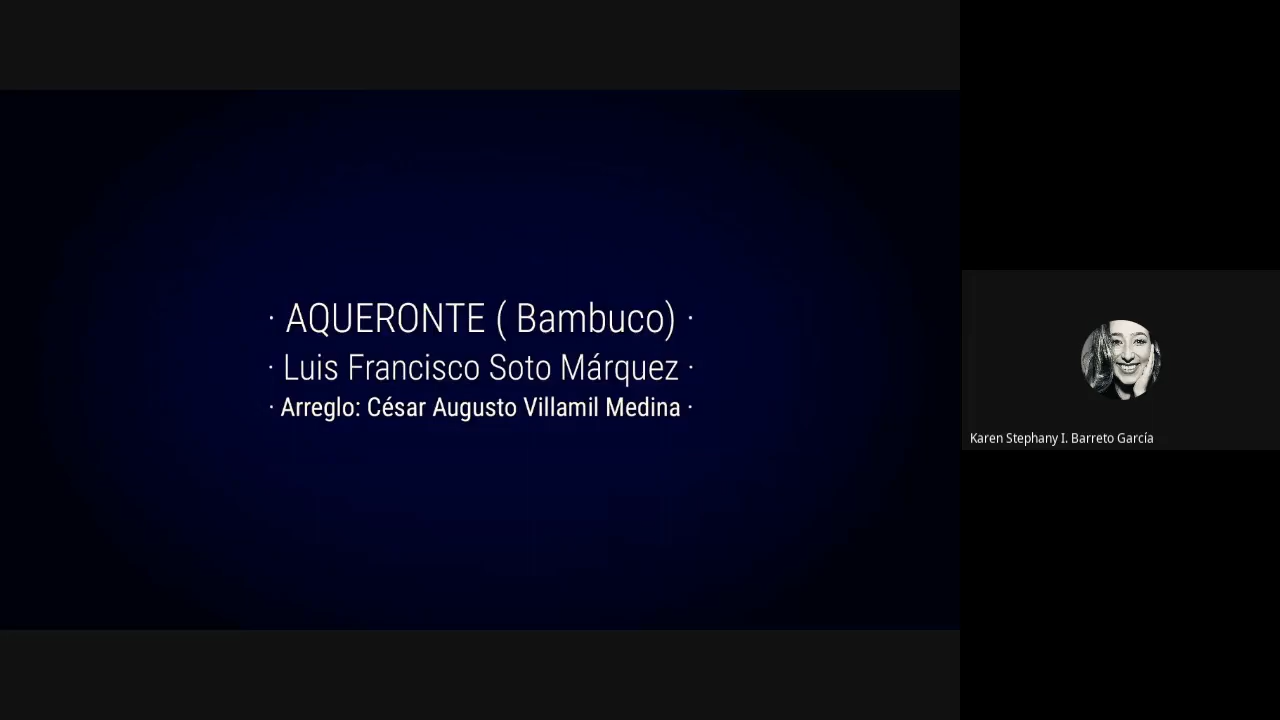 · AQUERONTE ( Bambuco) ·
· Luis Francisco Soto Márquez ·
· Arreglo: César Augusto Villamil Medina ·
Karen Stephany I. Barreto García